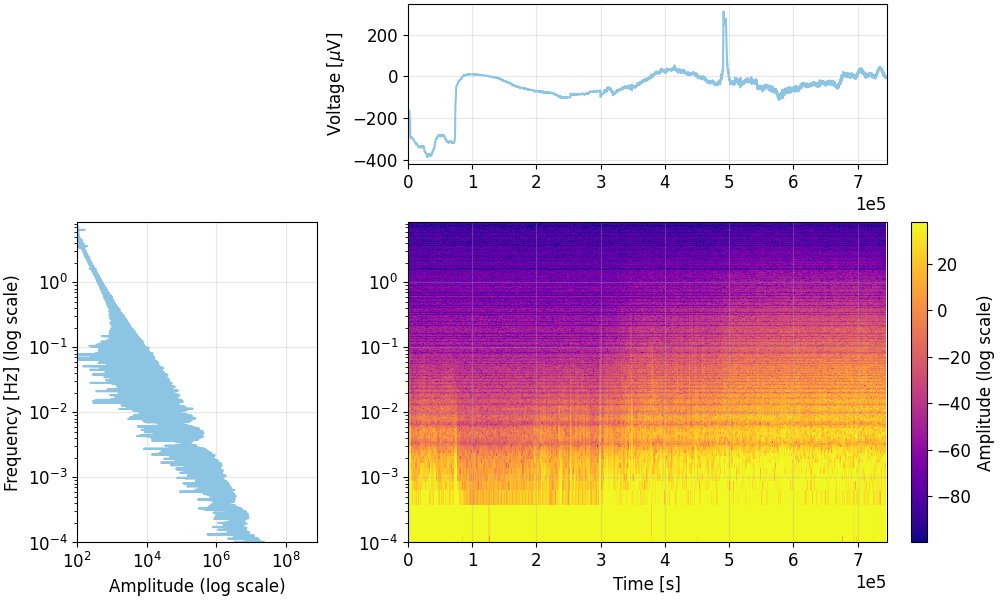 Voltage [μV]
200
0
−200
−400
0 1 2 3 4 5 6 7
1e5
Frequency [Hz] (log scale)
10⁰
10⁻¹
10⁻²
10⁻³
10⁻⁴
10² 10⁴ 10⁶ 10⁸
Amplitude (log scale)
10⁰
10⁻¹
10⁻²
10⁻³
10⁻⁴
0 1 2 3 4 5 6 7
1e5
Time [s]
20
0
−20
−40
−60
−80
Amplitude (log scale)